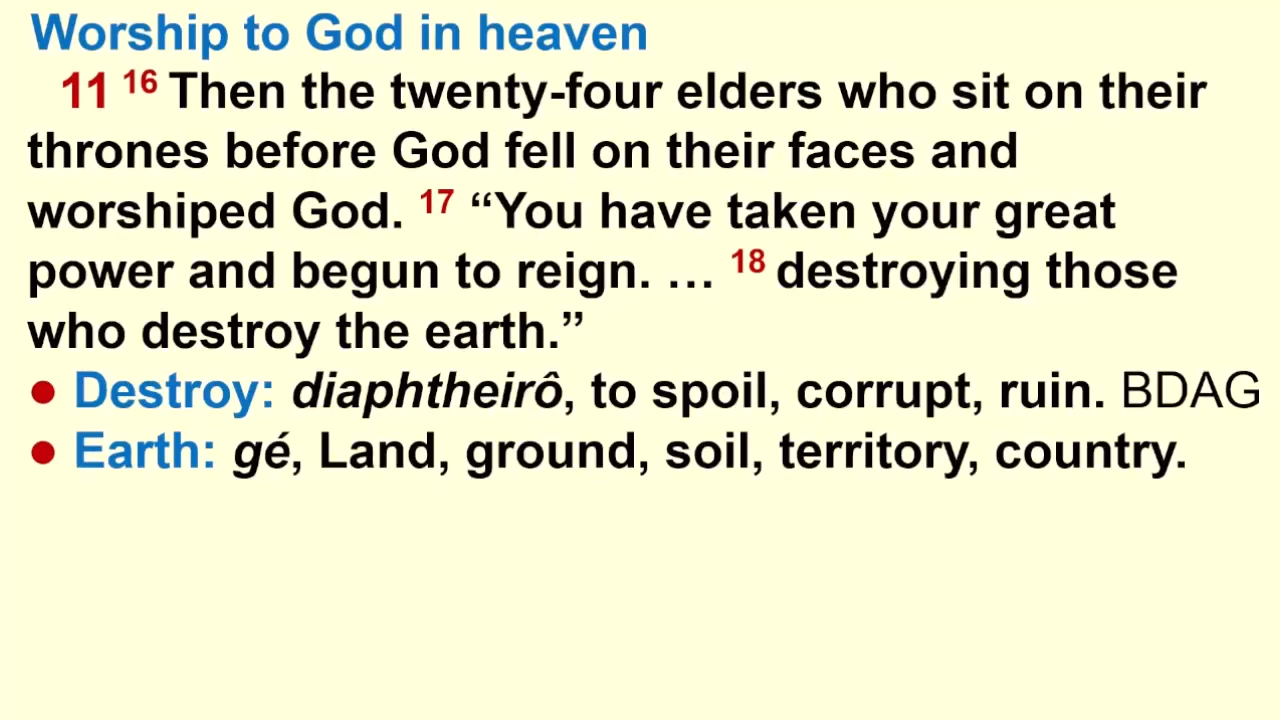 Worship to God in heaven
11 16 Then the twenty-four elders who sit on their
thrones before God fell on their faces and
worshiped God. 17 “You have taken your great
power and begun to reign. … 18 destroying those
who destroy the earth.”
● Destroy: diaphtheirô, to spoil, corrupt, ruin. BDAG
● Earth: gé, Land, ground, soil, territory, country.